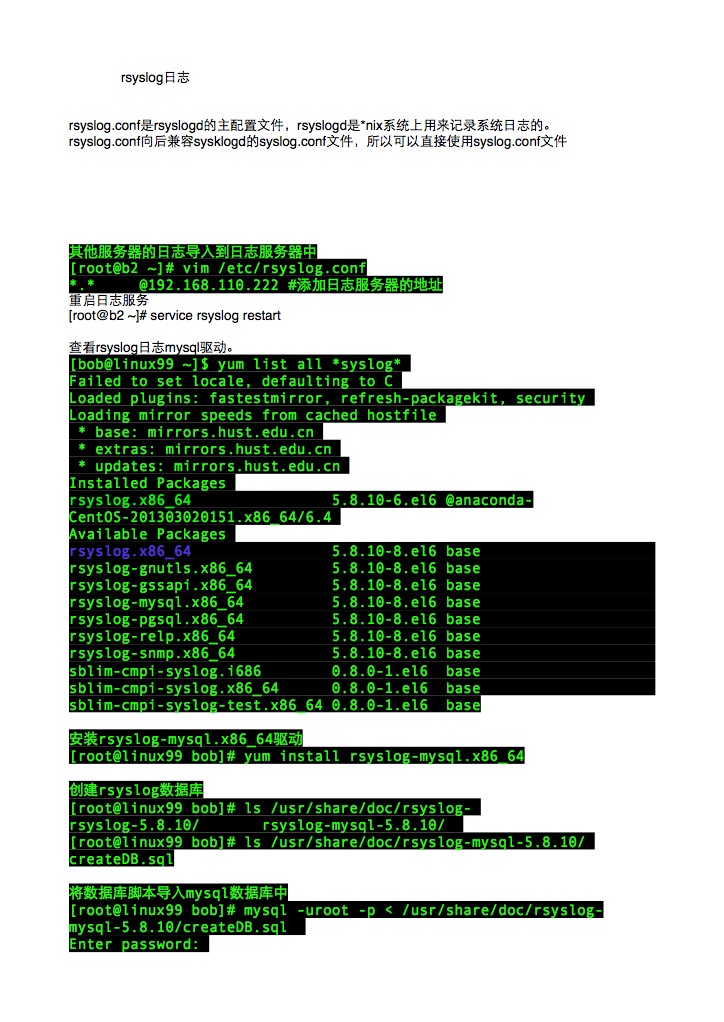 rsyslog日志
rsyslog.conf是rsyslogd的主配置文件，rsyslogd是*nix系统上用来记录系统日志的。
rsyslog.conf向后兼容sysklogd的syslog.conf文件，所以可以直接使用syslog.conf文件
其他服务器的日志导入到日志服务器中
[root@b2 ~]# vim /etc/rsyslog.conf
*.*     @192.168.110.222 #添加日志服务器的地址
重启日志服务
[root@b2 ~]# service rsyslog restart
查看rsyslog日志mysql驱动。
[bob@linux99 ~]$ yum list all *syslog*
Failed to set locale, defaulting to C
Loaded plugins: fastestmirror, refresh-packagekit, security
Loading mirror speeds from cached hostfile
 * base: mirrors.hust.edu.cn
 * extras: mirrors.hust.edu.cn
 * updates: mirrors.hust.edu.cn
Installed Packages
rsyslog.x86_64                5.8.10-6.el6 @anaconda-
CentOS-201303020151.x86_64/6.4
Available Packages
rsyslog.x86_64                5.8.10-8.el6 base
rsyslog-gnutls.x86_64         5.8.10-8.el6 base
rsyslog-gssapi.x86_64         5.8.10-8.el6 base
rsyslog-mysql.x86_64          5.8.10-8.el6 base
rsyslog-pgsql.x86_64          5.8.10-8.el6 base
rsyslog-relp.x86_64           5.8.10-8.el6 base
rsyslog-snmp.x86_64           5.8.10-8.el6 base
sblim-cmpi-syslog.i686        0.8.0-1.el6  base
sblim-cmpi-syslog.x86_64      0.8.0-1.el6  base
sblim-cmpi-syslog-test.x86_64 0.8.0-1.el6  base
安装rsyslog-mysql.x86_64驱动
[root@linux99 bob]# yum install rsyslog-mysql.x86_64
创建rsyslog数据库
[root@linux99 bob]# ls /usr/share/doc/rsyslog-
rsyslog-5.8.10/       rsyslog-mysql-5.8.10/
[root@linux99 bob]# ls /usr/share/doc/rsyslog-mysql-5.8.10/
createDB.sql
将数据库脚本导入mysql数据库中
[root@linux99 bob]# mysql -uroot -p < /usr/share/doc/rsyslog-
mysql-5.8.10/createDB.sql
Enter password: